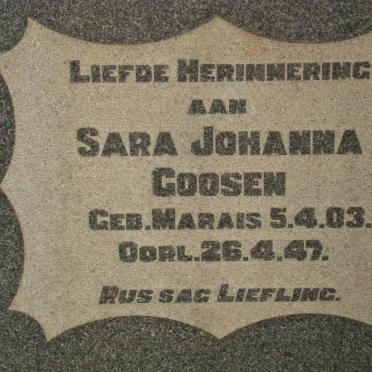 LIEFDE HERINNERING
AAN
SARA JOHANNA
GOOSEN
GEB.MARAIS 5.4.03.
OORL.26.4.47.
RUS SAG LIEFLING.